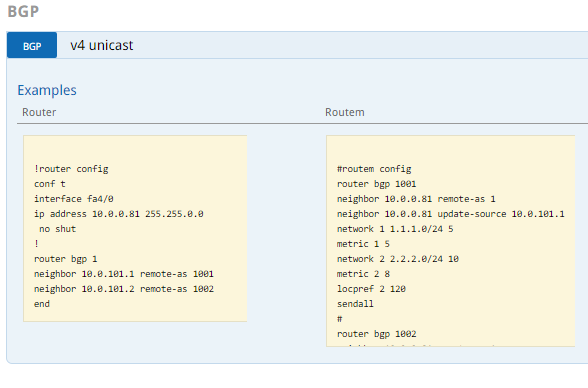 BGP
BGP v4 unicast
Examples
Router
!router config
conf t
interface fa4/0
ip address 10.0.0.81 255.255.0.0
no shut
!
router bgp 1
neighbor 10.0.101.1 remote-as 1001
neighbor 10.0.101.2 remote-as 1002
end
Routem
#routem config
router bgp 1001
neighbor 10.0.0.81 remote-as 1
neighbor 10.0.0.81 update-source 10.0.101.1
network 1 1.1.1.0/24 5
metric 1 5
network 2 2.2.2.0/24 10
metric 2 8
locpref 2 120
sendall
#
router bgp 1002